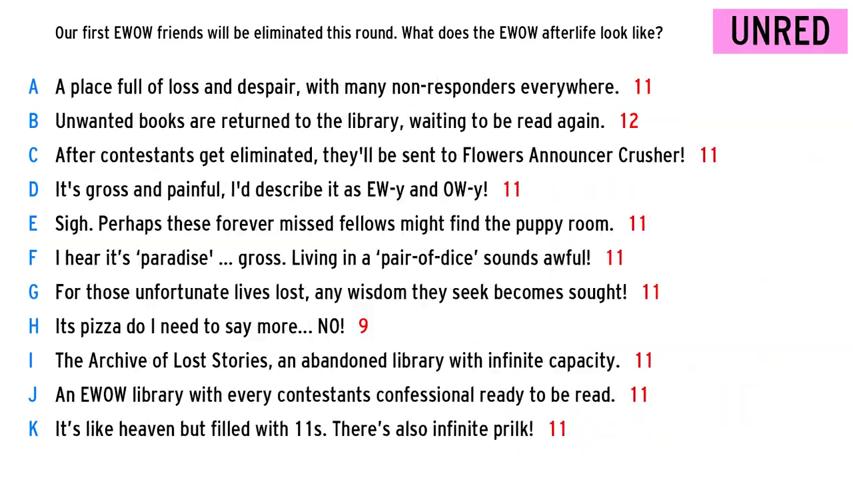 Our first EWOW friends will be eliminated this round. What does the EWOW afterlife look like?
UNRED
A A place full of loss and despair, with many non-responders everywhere. 11
B Unwanted books are returned to the library, waiting to be read again. 12
C After contestants get eliminated, they'll be sent to Flowers Announcer Crusher! 11
D It's gross and painful, I'd describe it as EW-y and OW-y! 11
E Sigh. Perhaps these forever missed fellows might find the puppy room. 11
F I hear it’s ‘paradise' ... gross. Living in a ‘pair-of-dice’ sounds awful! 11
G For those unfortunate lives lost, any wisdom they seek becomes sought! 11
H Its pizza do I need to say more... NO! 9
I The Archive of Lost Stories, an abandoned library with infinite capacity. 11
J An EWOW library with every contestants confessional ready to be read. 11
K It’s like heaven but filled with 11s. There’s also infinite prilk! 11